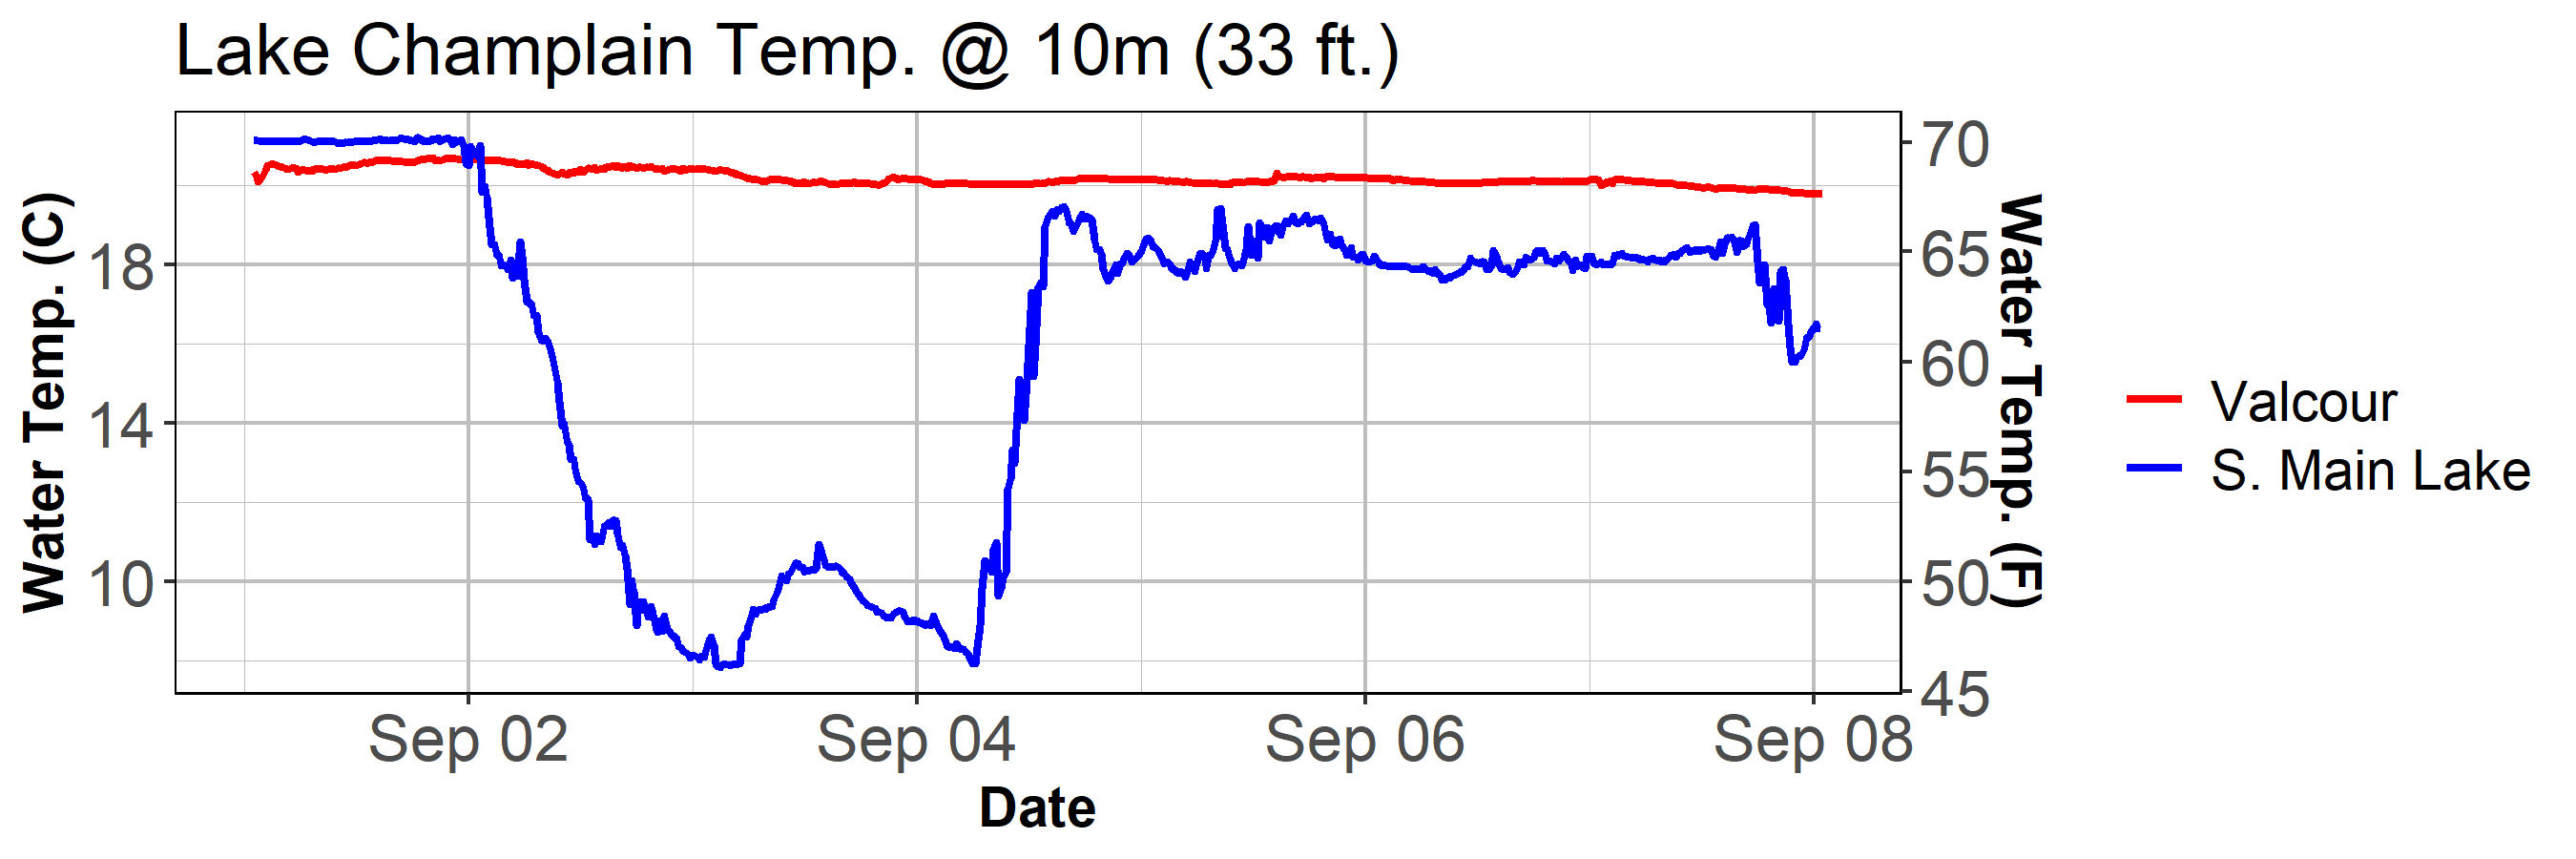 Lake Champlain Temp. @ 10m (33 ft.)
Water Temp. (C)
18
14
10
70
65
60
55
50
45
Water Temp. (F)
Sep 02
Sep 04
Sep 06
Sep 08
Date
Valcour
S. Main Lake